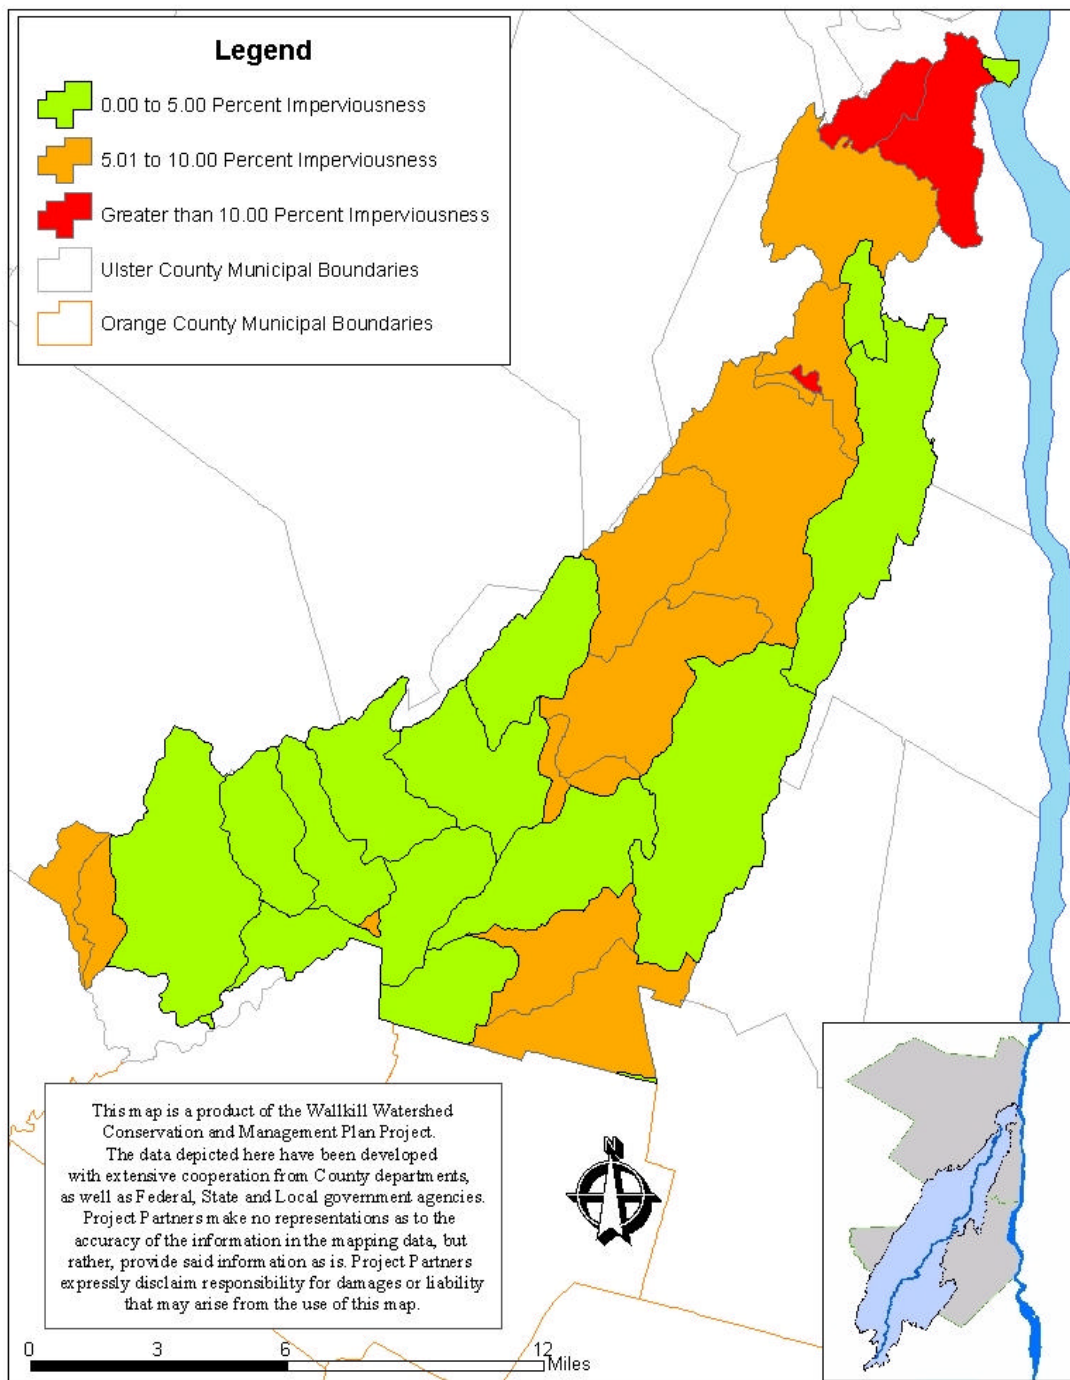 Legend
0.00 to 5.00 Percent Imperviousness
5.01 to 10.00 Percent Imperviousness
Greater than 10.00 Percent Imperviousness
Ulster County Municipal Boundaries
Orange County Municipal Boundaries
This map is a product of the Wallkill Watershed
Conservation and Management Plan Project.
The data depicted here have been developed
with extensive cooperation from County departments,
as well as Federal, State and Local government agencies.
Project Partners make no representations as to the
accuracy of the information in the mapping data, but
rather, provide said information as is. Project Partners
expressly disclaim responsibility for damages or liability
that may arise from the use of this map.
N
0 3 6 12
Miles